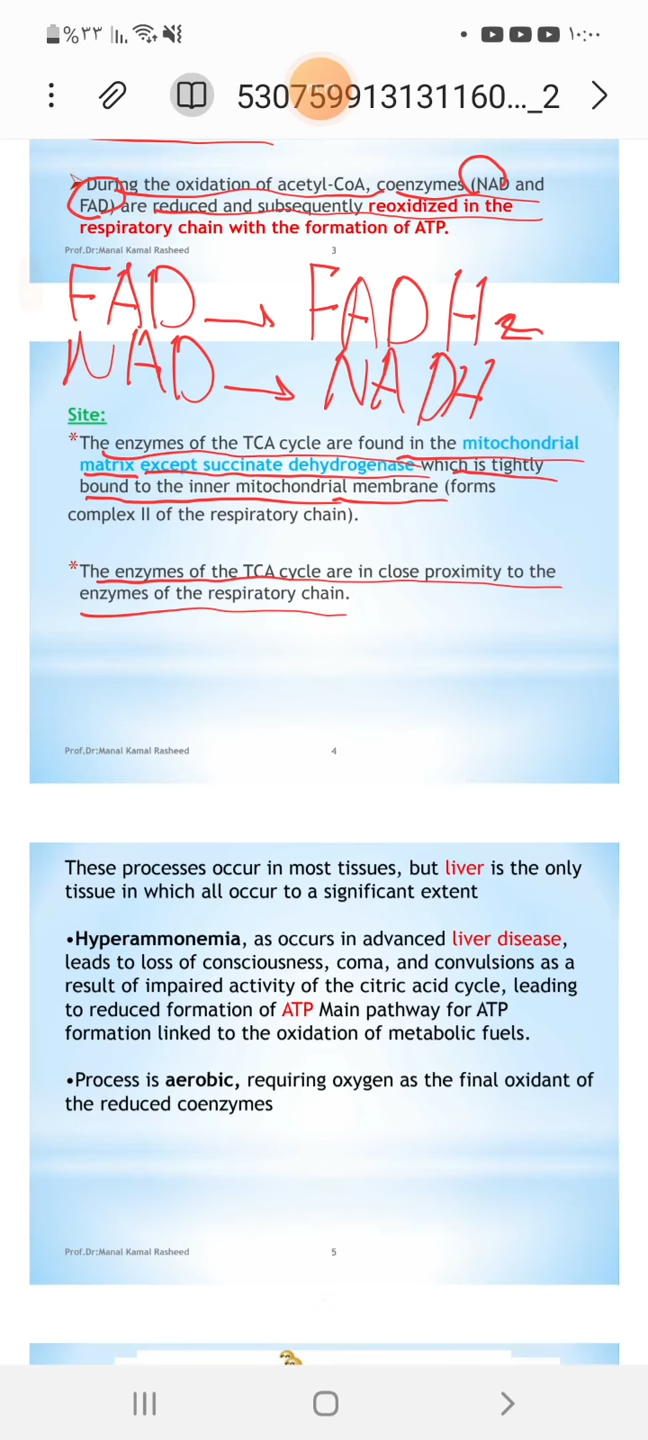 %٣٣
١٠:٠٠
530759913131160..._2
During the oxidation of acetyl-CoA, coenzymes (NAD and
FAD) are reduced and subsequently reoxidized in the
respiratory chain with the formation of ATP.
Prof.Dr:Manal Kamal Rasheed 3
FAD → FADH2
NAD → NADH
Site:
*The enzymes of the TCA cycle are found in the mitochondrial
matrix except succinate dehydrogenase which is tightly
bound to the inner mitochondrial membrane (forms
complex II of the respiratory chain).
*The enzymes of the TCA cycle are in close proximity to the
enzymes of the respiratory chain.
Prof.Dr:Manal Kamal Rasheed 4
These processes occur in most tissues, but liver is the only
tissue in which all occur to a significant extent
•Hyperammonemia, as occurs in advanced liver disease,
leads to loss of consciousness, coma, and convulsions as a
result of impaired activity of the citric acid cycle, leading
to reduced formation of ATP Main pathway for ATP
formation linked to the oxidation of metabolic fuels.
•Process is aerobic, requiring oxygen as the final oxidant of
the reduced coenzymes
Prof.Dr:Manal Kamal Rasheed 5